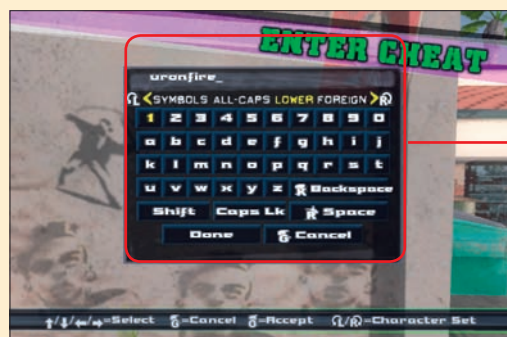 ENTER CHEAT
uronfire_
L <SYMBOLS ALL-CAPS LOWER FOREIGN >R
1 2 3 4 5 6 7 8 9 0
a b c d e f g h i j
k l m n o p q r s t
u v w x y z Backspace
Shift Caps Lk Space
Done Cancel
↑/↓/←/→=Select =Cancel =Accept L/R=Character Set